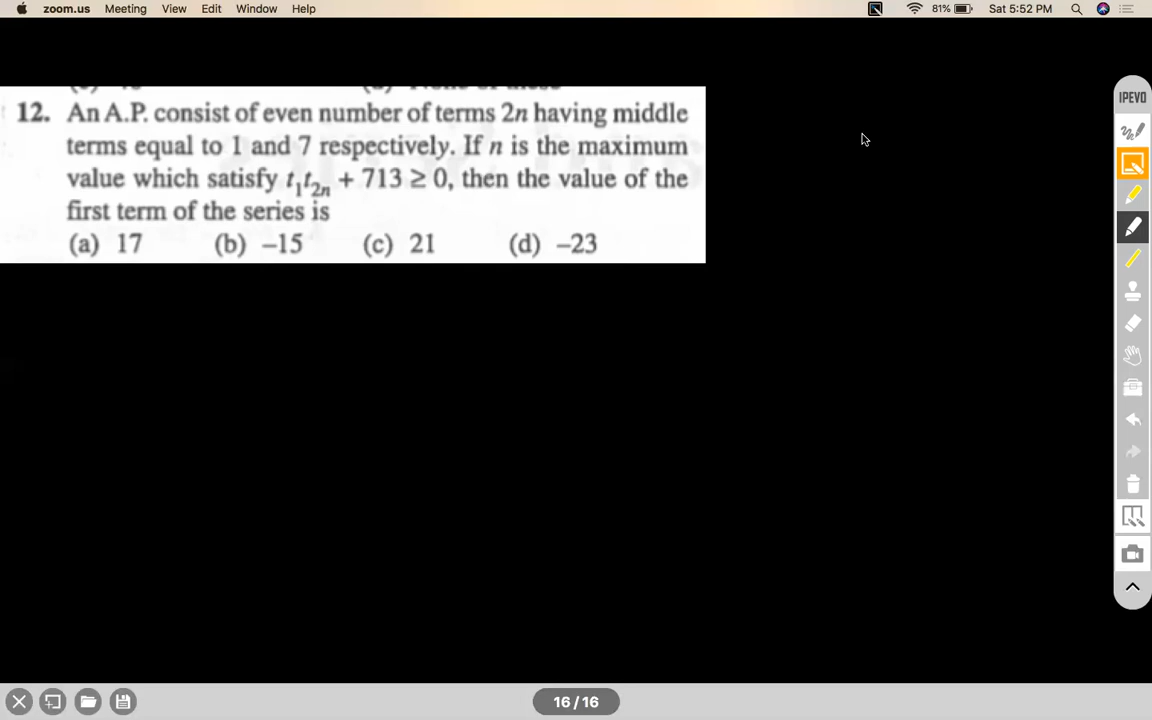 zoom.us Meeting View Edit Window Help 81% Sat 5:52 PM
IPEVO
12. An A.P. consist of even number of terms 2n having middle
terms equal to 1 and 7 respectively. If n is the maximum
value which satisfy t₁t₂ₙ + 713 ≥ 0, then the value of the
first term of the series is
(a) 17 (b) –15 (c) 21 (d) –23
16 / 16